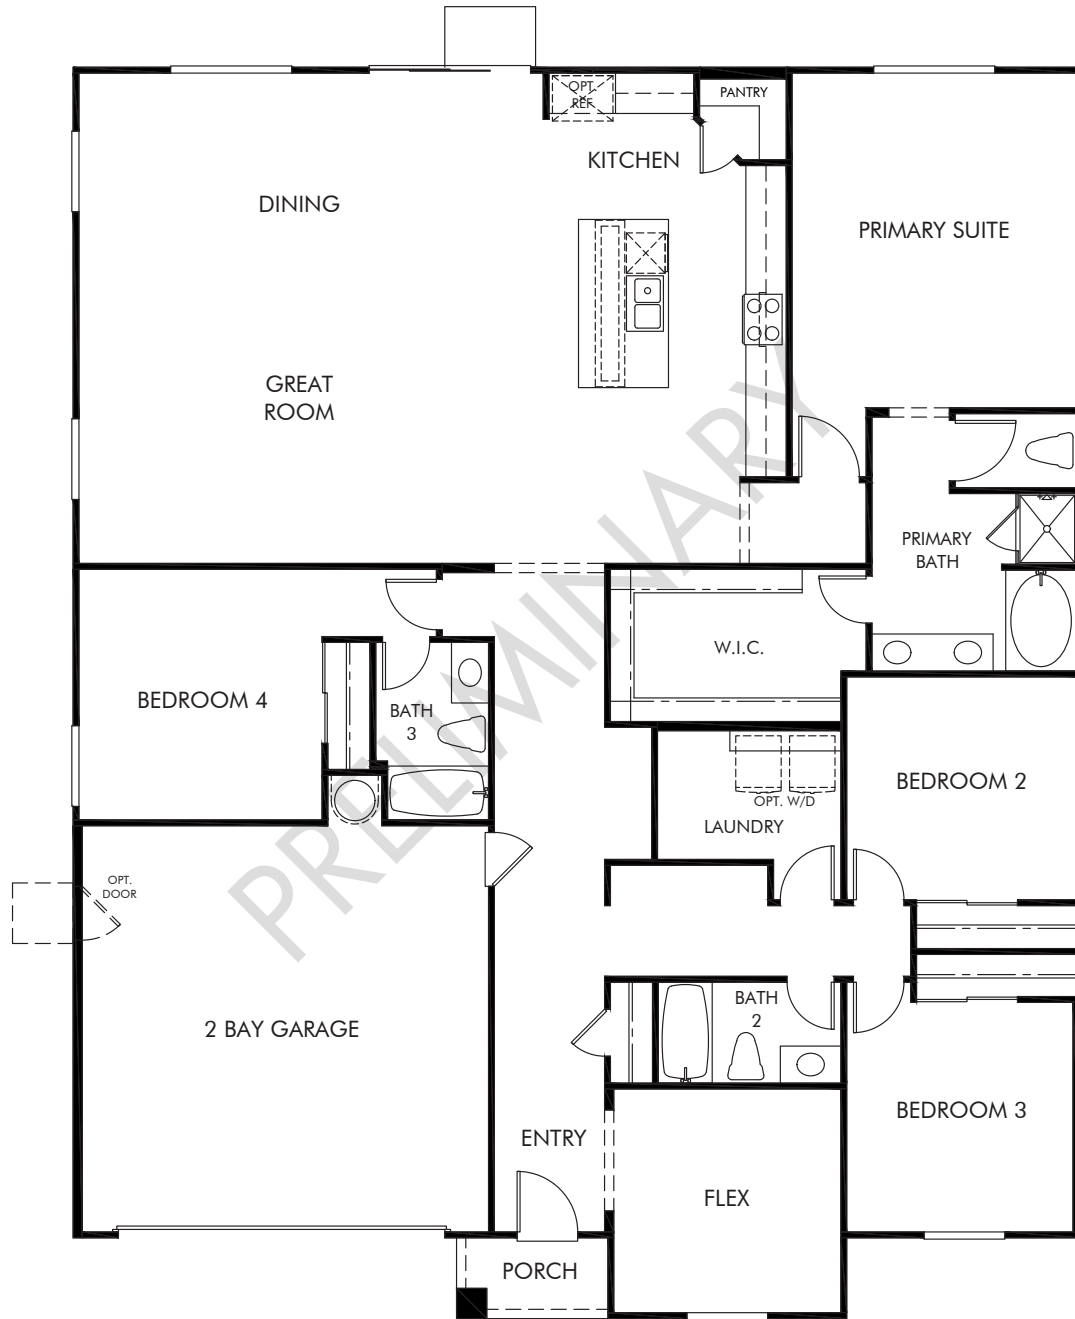 OPT.
REF
PANTRY
KITCHEN
DINING
PRIMARY SUITE
GREAT
ROOM
PRIMARY
BATH
W.I.C.
BEDROOM 4
BATH
3
BEDROOM 2
OPT. W/D
LAUNDRY
OPT.
DOOR
PRELIMINARY
2 BAY GARAGE
BATH
2
BEDROOM 3
ENTRY
FLEX
PORCH